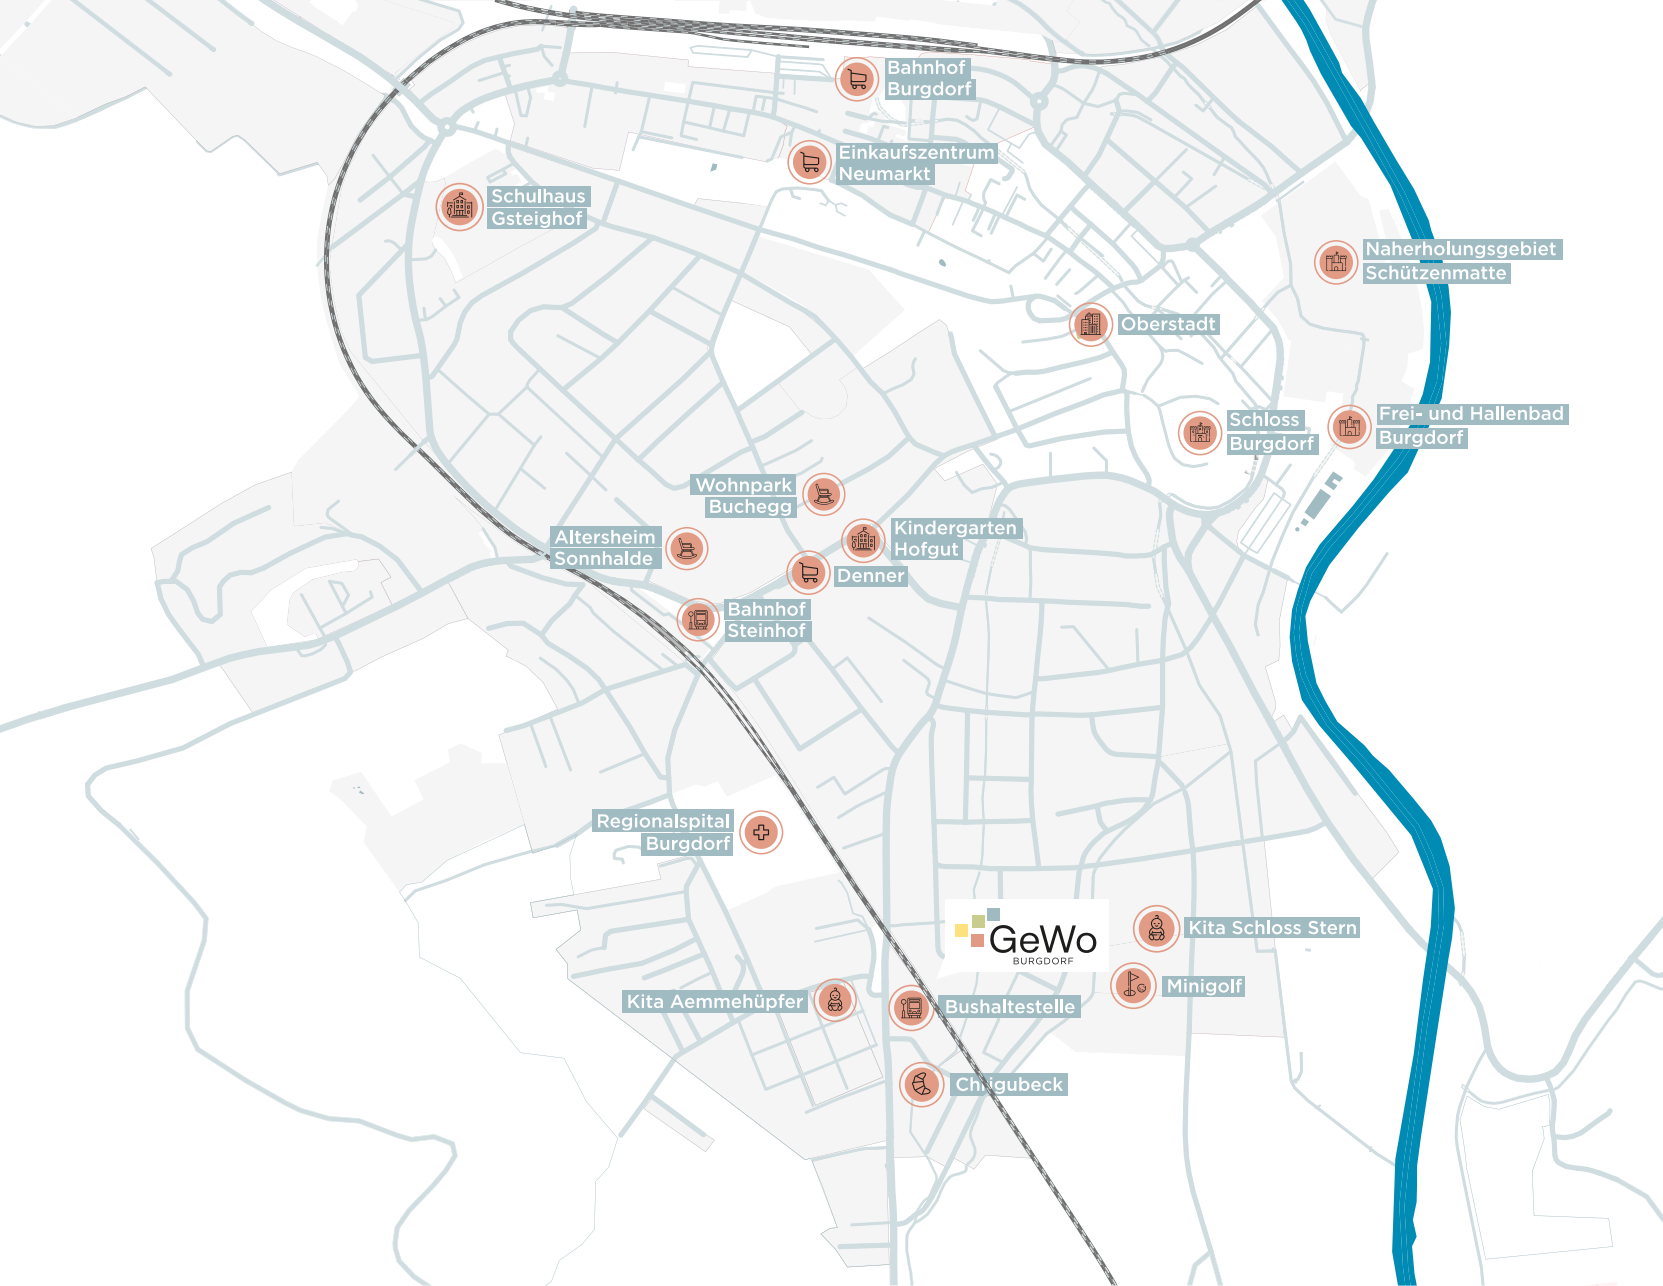 Bahnhof
Burgdorf
Einkaufszentrum
Neumarkt
Schulhaus
Gsteighof
Naherholungsgebiet
Schützenmatte
Oberstadt
Schloss
Burgdorf
Frei- und Hallenbad
Burgdorf
Wohnpark
Buchegg
Kindergarten
Hofgut
Altersheim
Sonnhalde
Denner
Bahnhof
Steinhof
Regionalspital
Burgdorf
GeWo
BURGDORF
Kita Schloss Stern
Minigolf
Kita Aemmehüpfer
Bushaltestelle
Chrigubeck